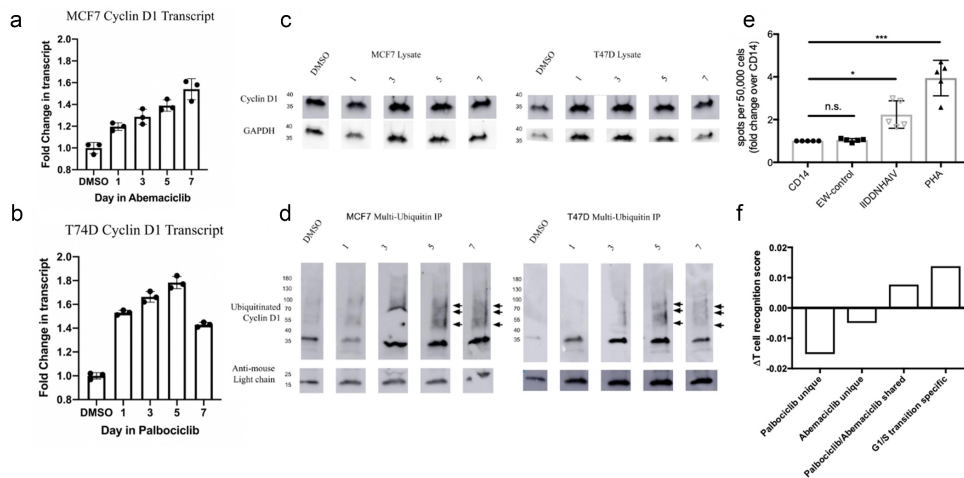 a
MCF7 Cyclin D1 Transcript
Fold Change in transcript
1.8
1.6
1.4
1.2
1.0
0.8
DMSO 1 3 5 7
Day in Abemaciclib
b
T74D Cyclin D1 Transcript
Fold Change in transcript
1.8
1.6
1.4
1.2
1.0
0.8
DMSO 1 3 5 7
Day in Palbociclib
c
MCF7 Lysate
DMSO 1 3 5 7
Cyclin D1
40
35
GAPDH
40
35
T47D Lysate
DMSO 1 3 5 7
40
35
40
35
d
MCF7 Multi-Ubiquitin IP
DMSO 1 3 5 7
180
100
70
55
40
35
Ubiquitinated
Cyclin D1
Anti-mouse
Light chain
25
15
T47D Multi-Ubiquitin IP
DMSO 1 3 5 7
180
130
100
70
55
40
35
25
15
e
spots per 50,000 cels
(fold change over CD14)
6
4
2
0
***
*
n.s.
CD14
EW-control
IIDDNHAIV
PHA
f
ΔT cell recognition score
0.02
0.01
0.00
-0.01
-0.02
Palbociclib unique
Abemaciclib unique
Palbociclib/Abemaciclib shared
G1/S transition specific